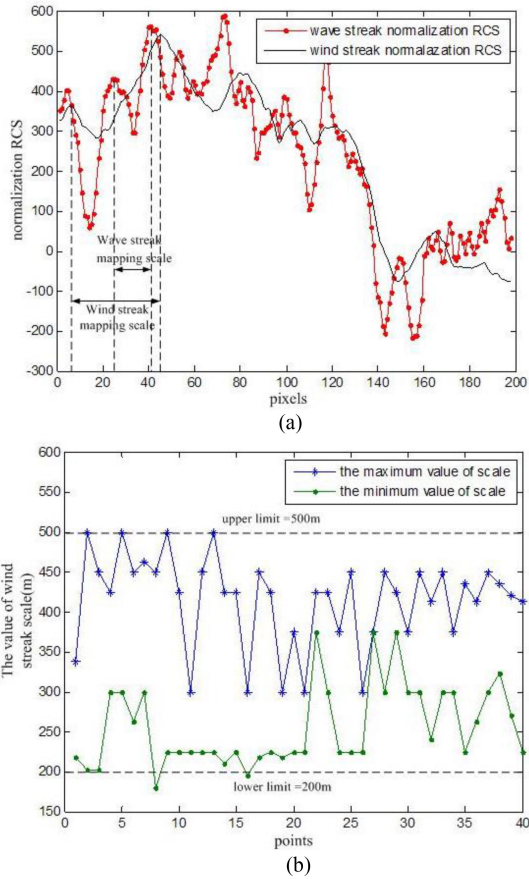 600
500
400
300
200
100
0
-100
-200
-300
normalization RCS
wave streak normalization RCS
wind streak normalazation RCS
Wave streak
mapping scale
Wind streak
mapping scale
0 20 40 60 80 100 120 140 160 180 200
pixels
(a)
600
550
500
450
400
350
300
250
200
150
The value of wind
streak scale(m)
the maximum value of scale
the minimum value of scale
upper limit =500m
lower limit =200m
0 5 10 15 20 25 30 35 40
points
(b)